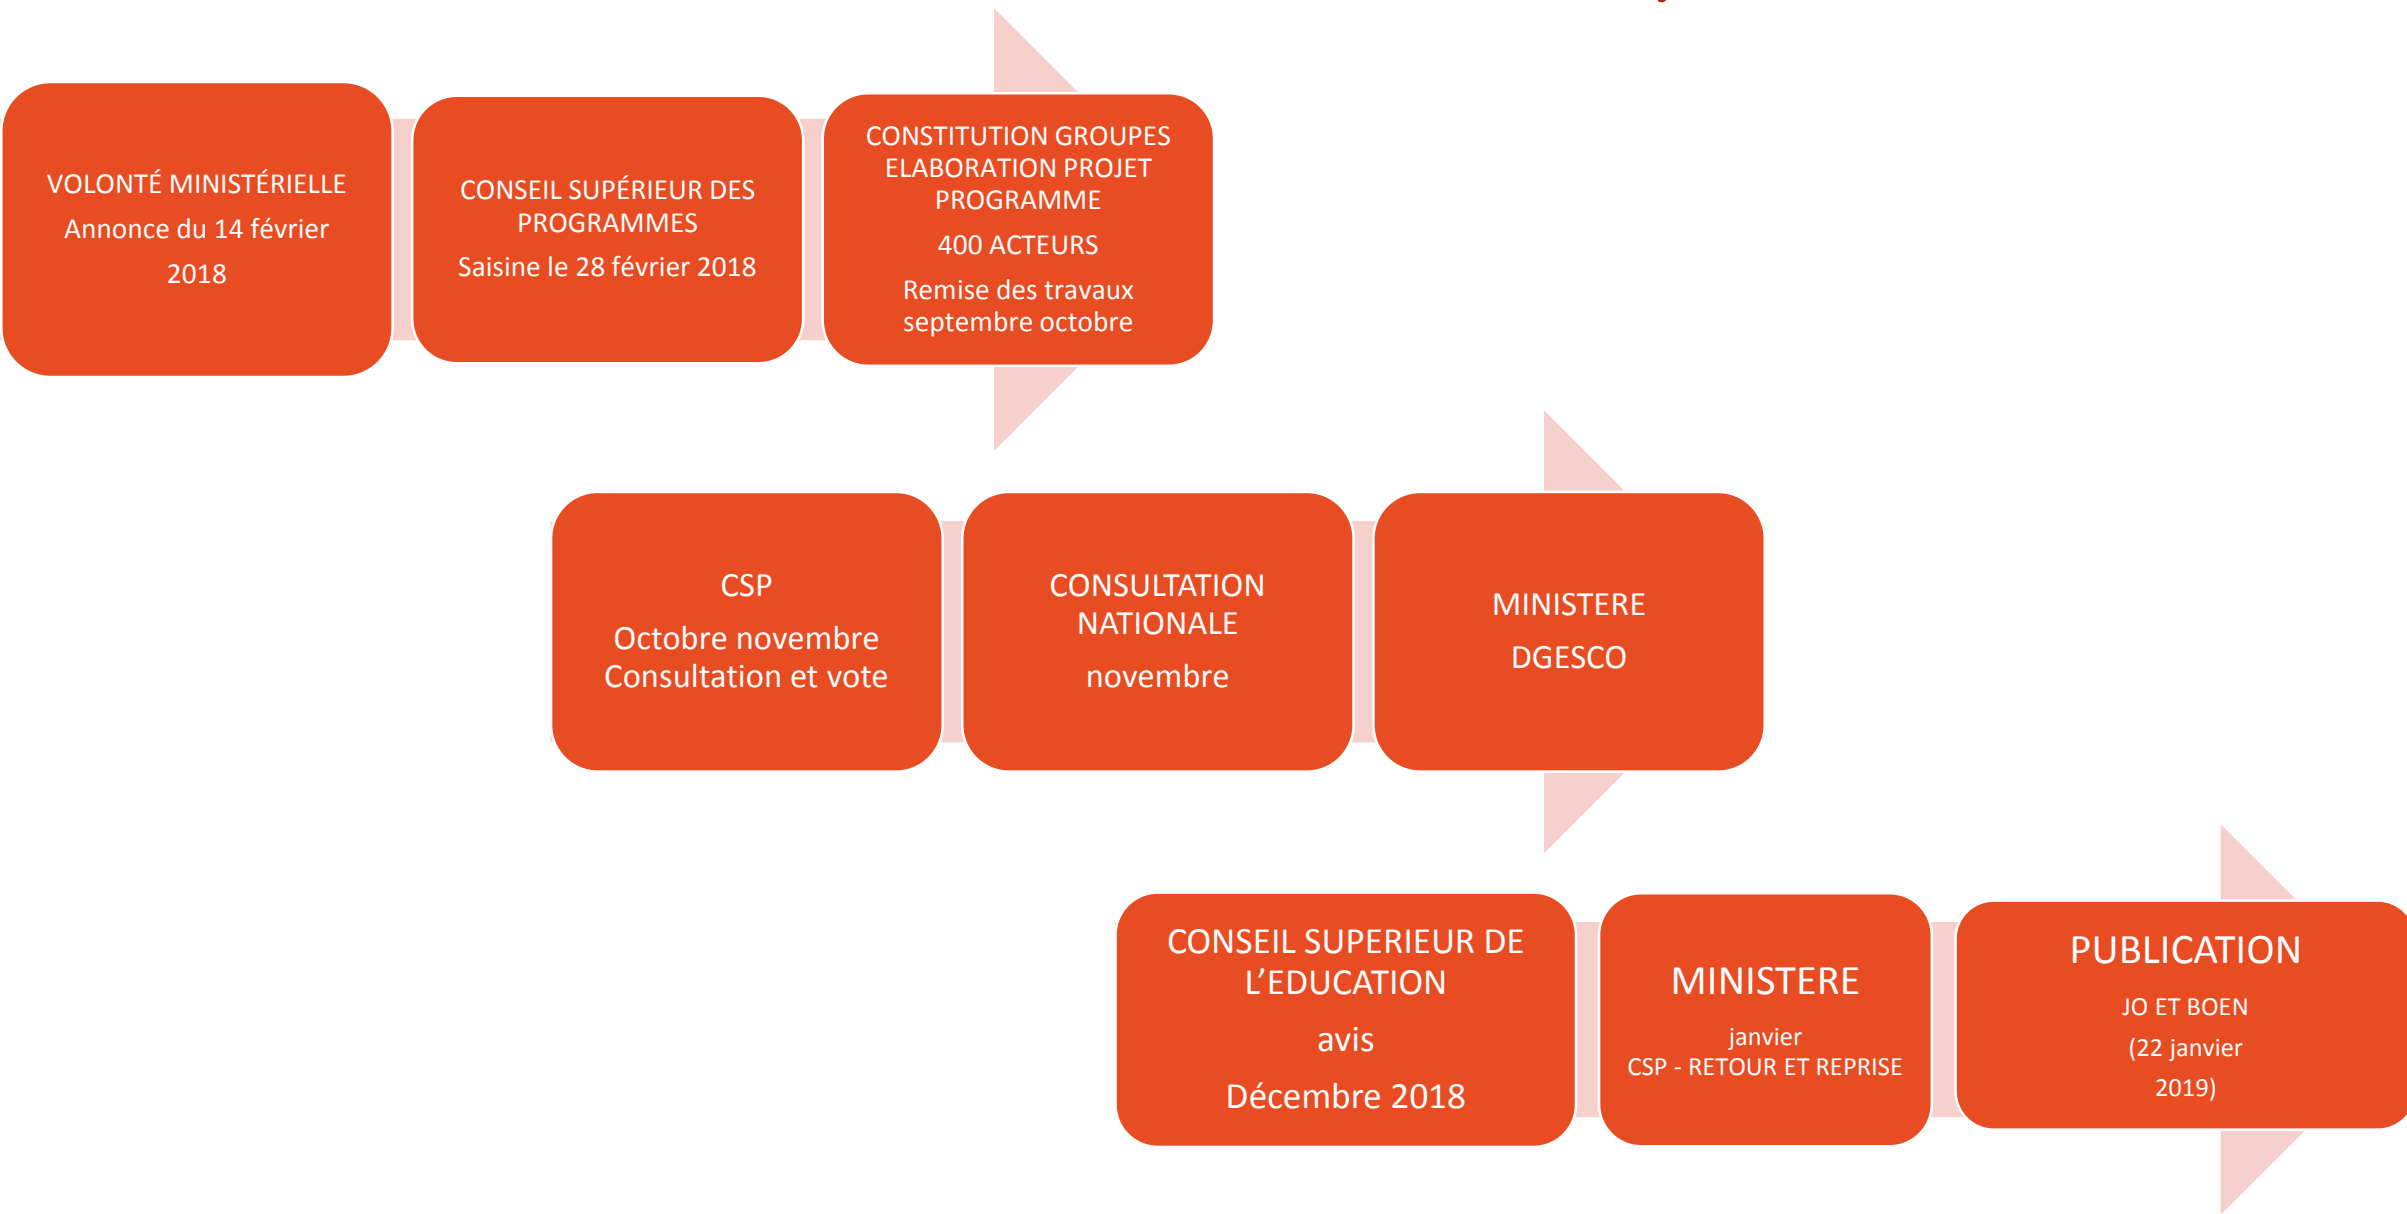 VOLONTÉ MINISTÉRIELLE
Annonce du 14 février
2018
CONSEIL SUPÉRIEUR DES
PROGRAMMES
Saisine le 28 février 2018
CONSTITUTION GROUPES
ELABORATION PROJET
PROGRAMME
400 ACTEURS
Remise des travaux
septembre octobre
CSP
Octobre novembre
Consultation et vote
CONSULTATION
NATIONALE
novembre
MINISTERE
DGESCO
CONSEIL SUPERIEUR DE
L’EDUCATION
avis
Décembre 2018
MINISTERE
janvier
CSP - RETOUR ET REPRISE
PUBLICATION
JO ET BOEN
(22 janvier
2019)